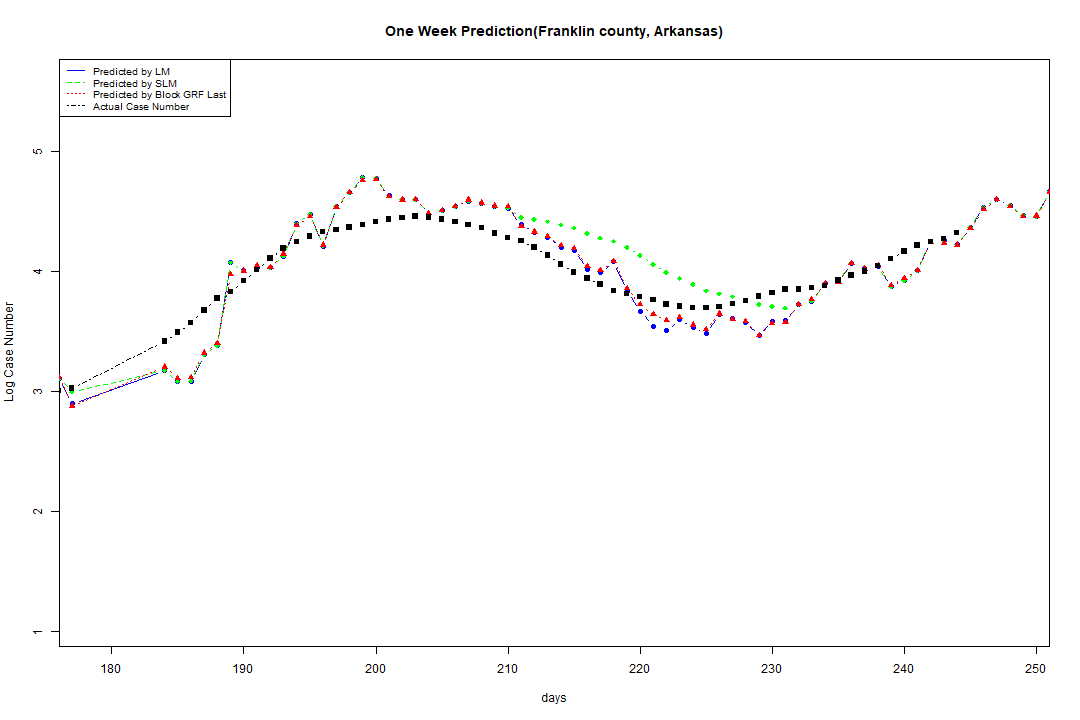 One Week Prediction(Franklin county, Arkansas)
Predicted by LM
Predicted by SLM
Predicted by Block GRF Last
Actual Case Number
5
4
3
2
1
Log Case Number
180 190 200 210 220 230 240 250
days